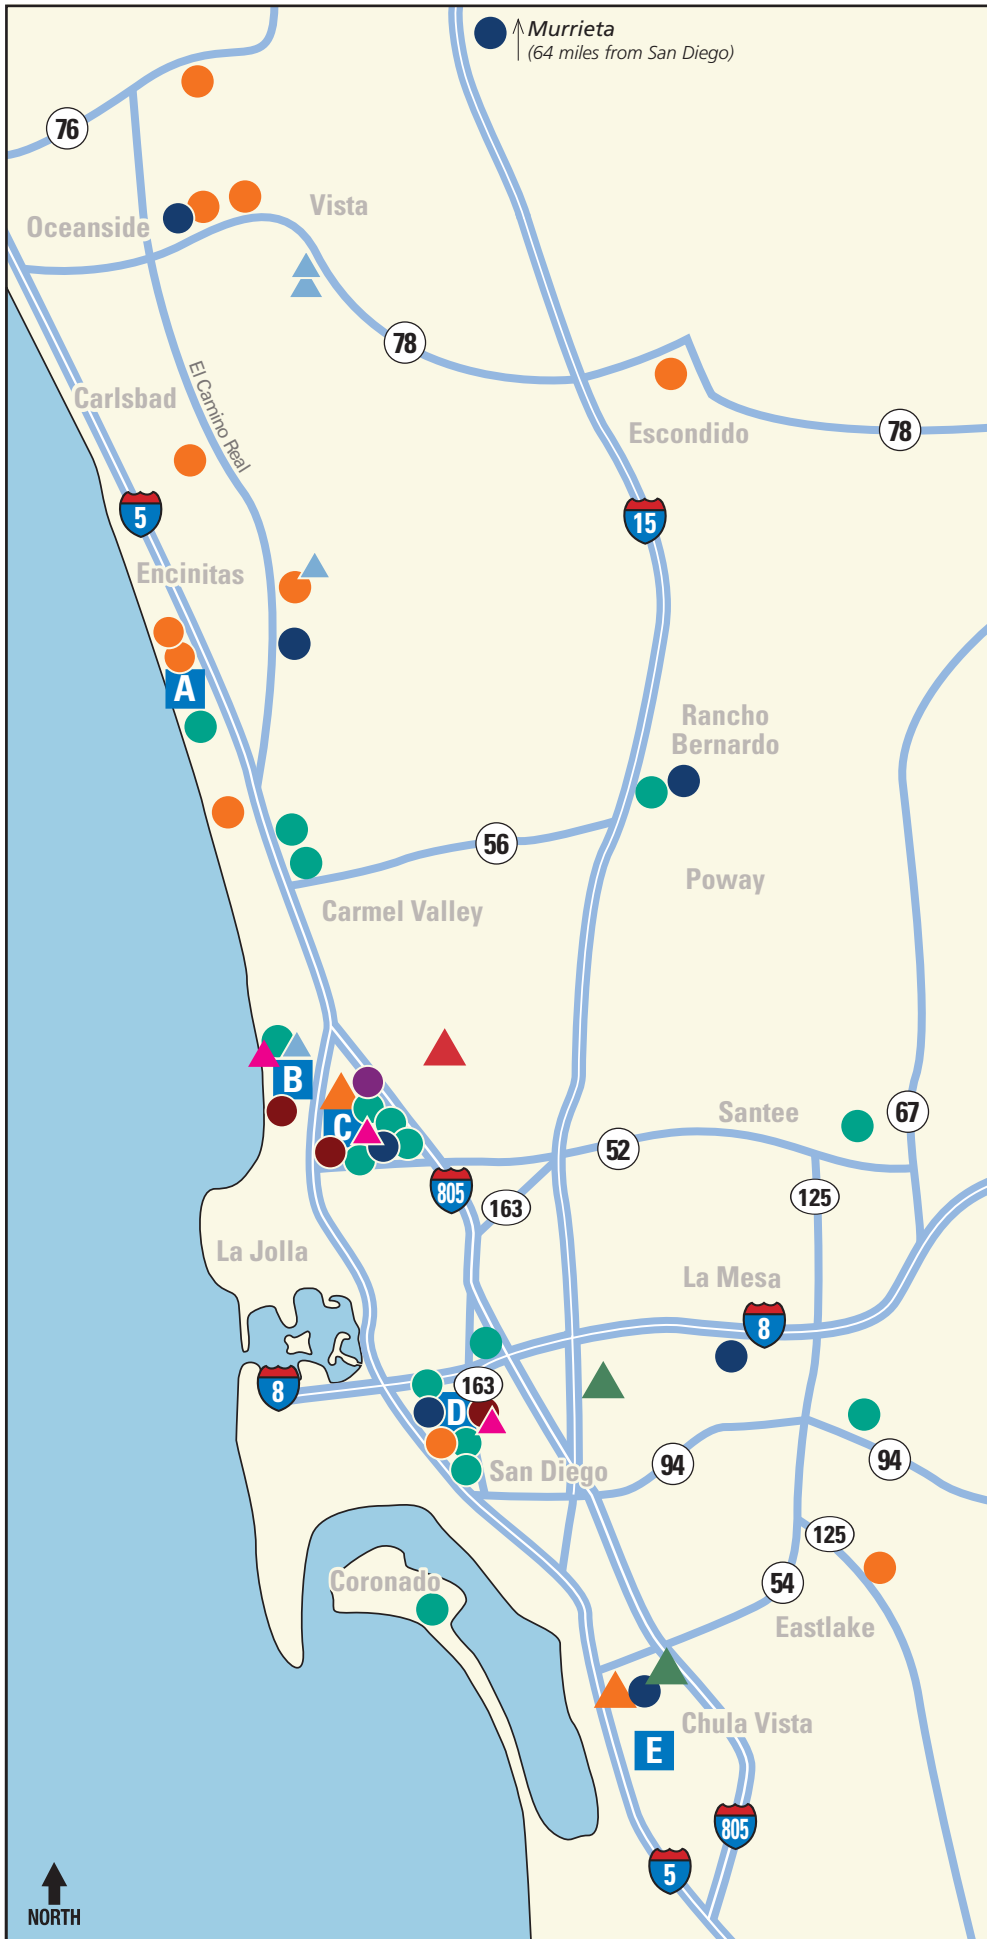 Murrieta
(64 miles from San Diego)
76
Vista
Oceanside
78
El Camino Real
Carlsbad
Escondido
78
5
15
Encinitas
A
Rancho
Bernardo
56
Poway
Carmel Valley
B
C
Santee
67
52
805
125
163
La Jolla
La Mesa
8
8
163
D
San Diego
94
94
125
Coronado
54
Eastlake
Chula Vista
E
805
5
NORTH